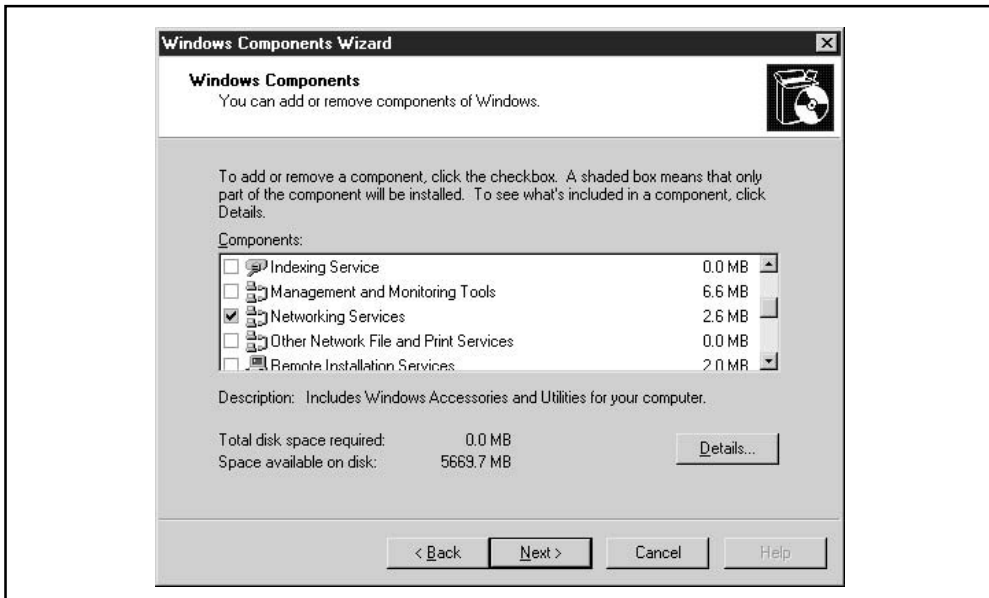 Windows Components Wizard
Windows Components
You can add or remove components of Windows.
To add or remove a component, click the checkbox. A shaded box means that only
part of the component will be installed. To see what's included in a component, click
Details.
Components:
Indexing Service 0.0 MB
Management and Monitoring Tools 6.6 MB
Networking Services 2.6 MB
Other Network File and Print Services 0.0 MB
Remote Installation Services 2.0 MB
Description: Includes Windows Accessories and Utilities for your computer.
Total disk space required: 0.0 MB
Space available on disk: 5669.7 MB
Details...
< Back Next > Cancel Help